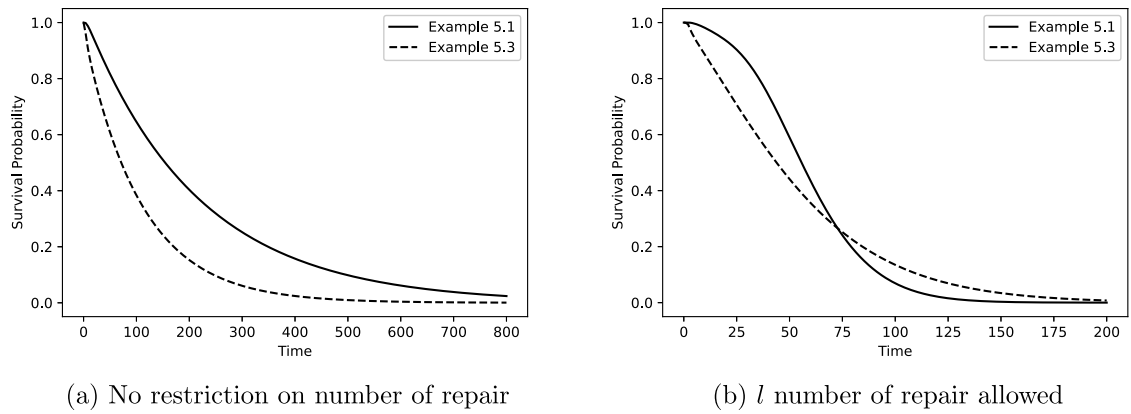 Survival Probability
1.0
0.8
0.6
0.4
0.2
0.0
Example 5.1
Example 5.3
0 100 200 300 400 500 600 700 800
Time
(a) No restriction on number of repair
Survival Probability
1.0
0.8
0.6
0.4
0.2
0.0
Example 5.1
Example 5.3
0 25 50 75 100 125 150 175 200
Time
(b) l number of repair allowed